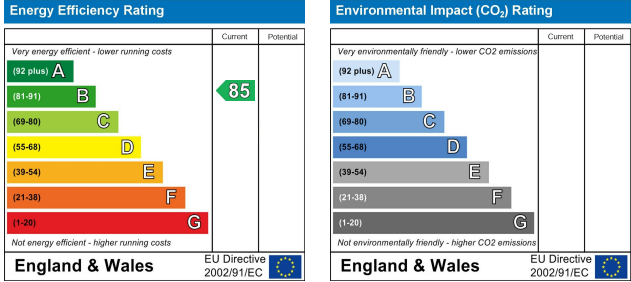 Energy Efficiency Rating
Current Potential
Very energy efficient - lower running costs
(92 plus) A
(81-91) B
85
(69-80) C
(55-68) D
(39-54) E
(21-38) F
(1-20) G
Not energy efficient - higher running costs
England & Wales
EU Directive
2002/91/EC
Environmental Impact (CO2) Rating
Current Potential
Very environmentally friendly - lower CO2 emissions
(92 plus) A
(81-91) B
(69-80) C
(55-68) D
(39-54) E
(21-38) F
(1-20) G
Not environmentally friendly - higher CO2 emissions
England & Wales
EU Directive
2002/91/EC